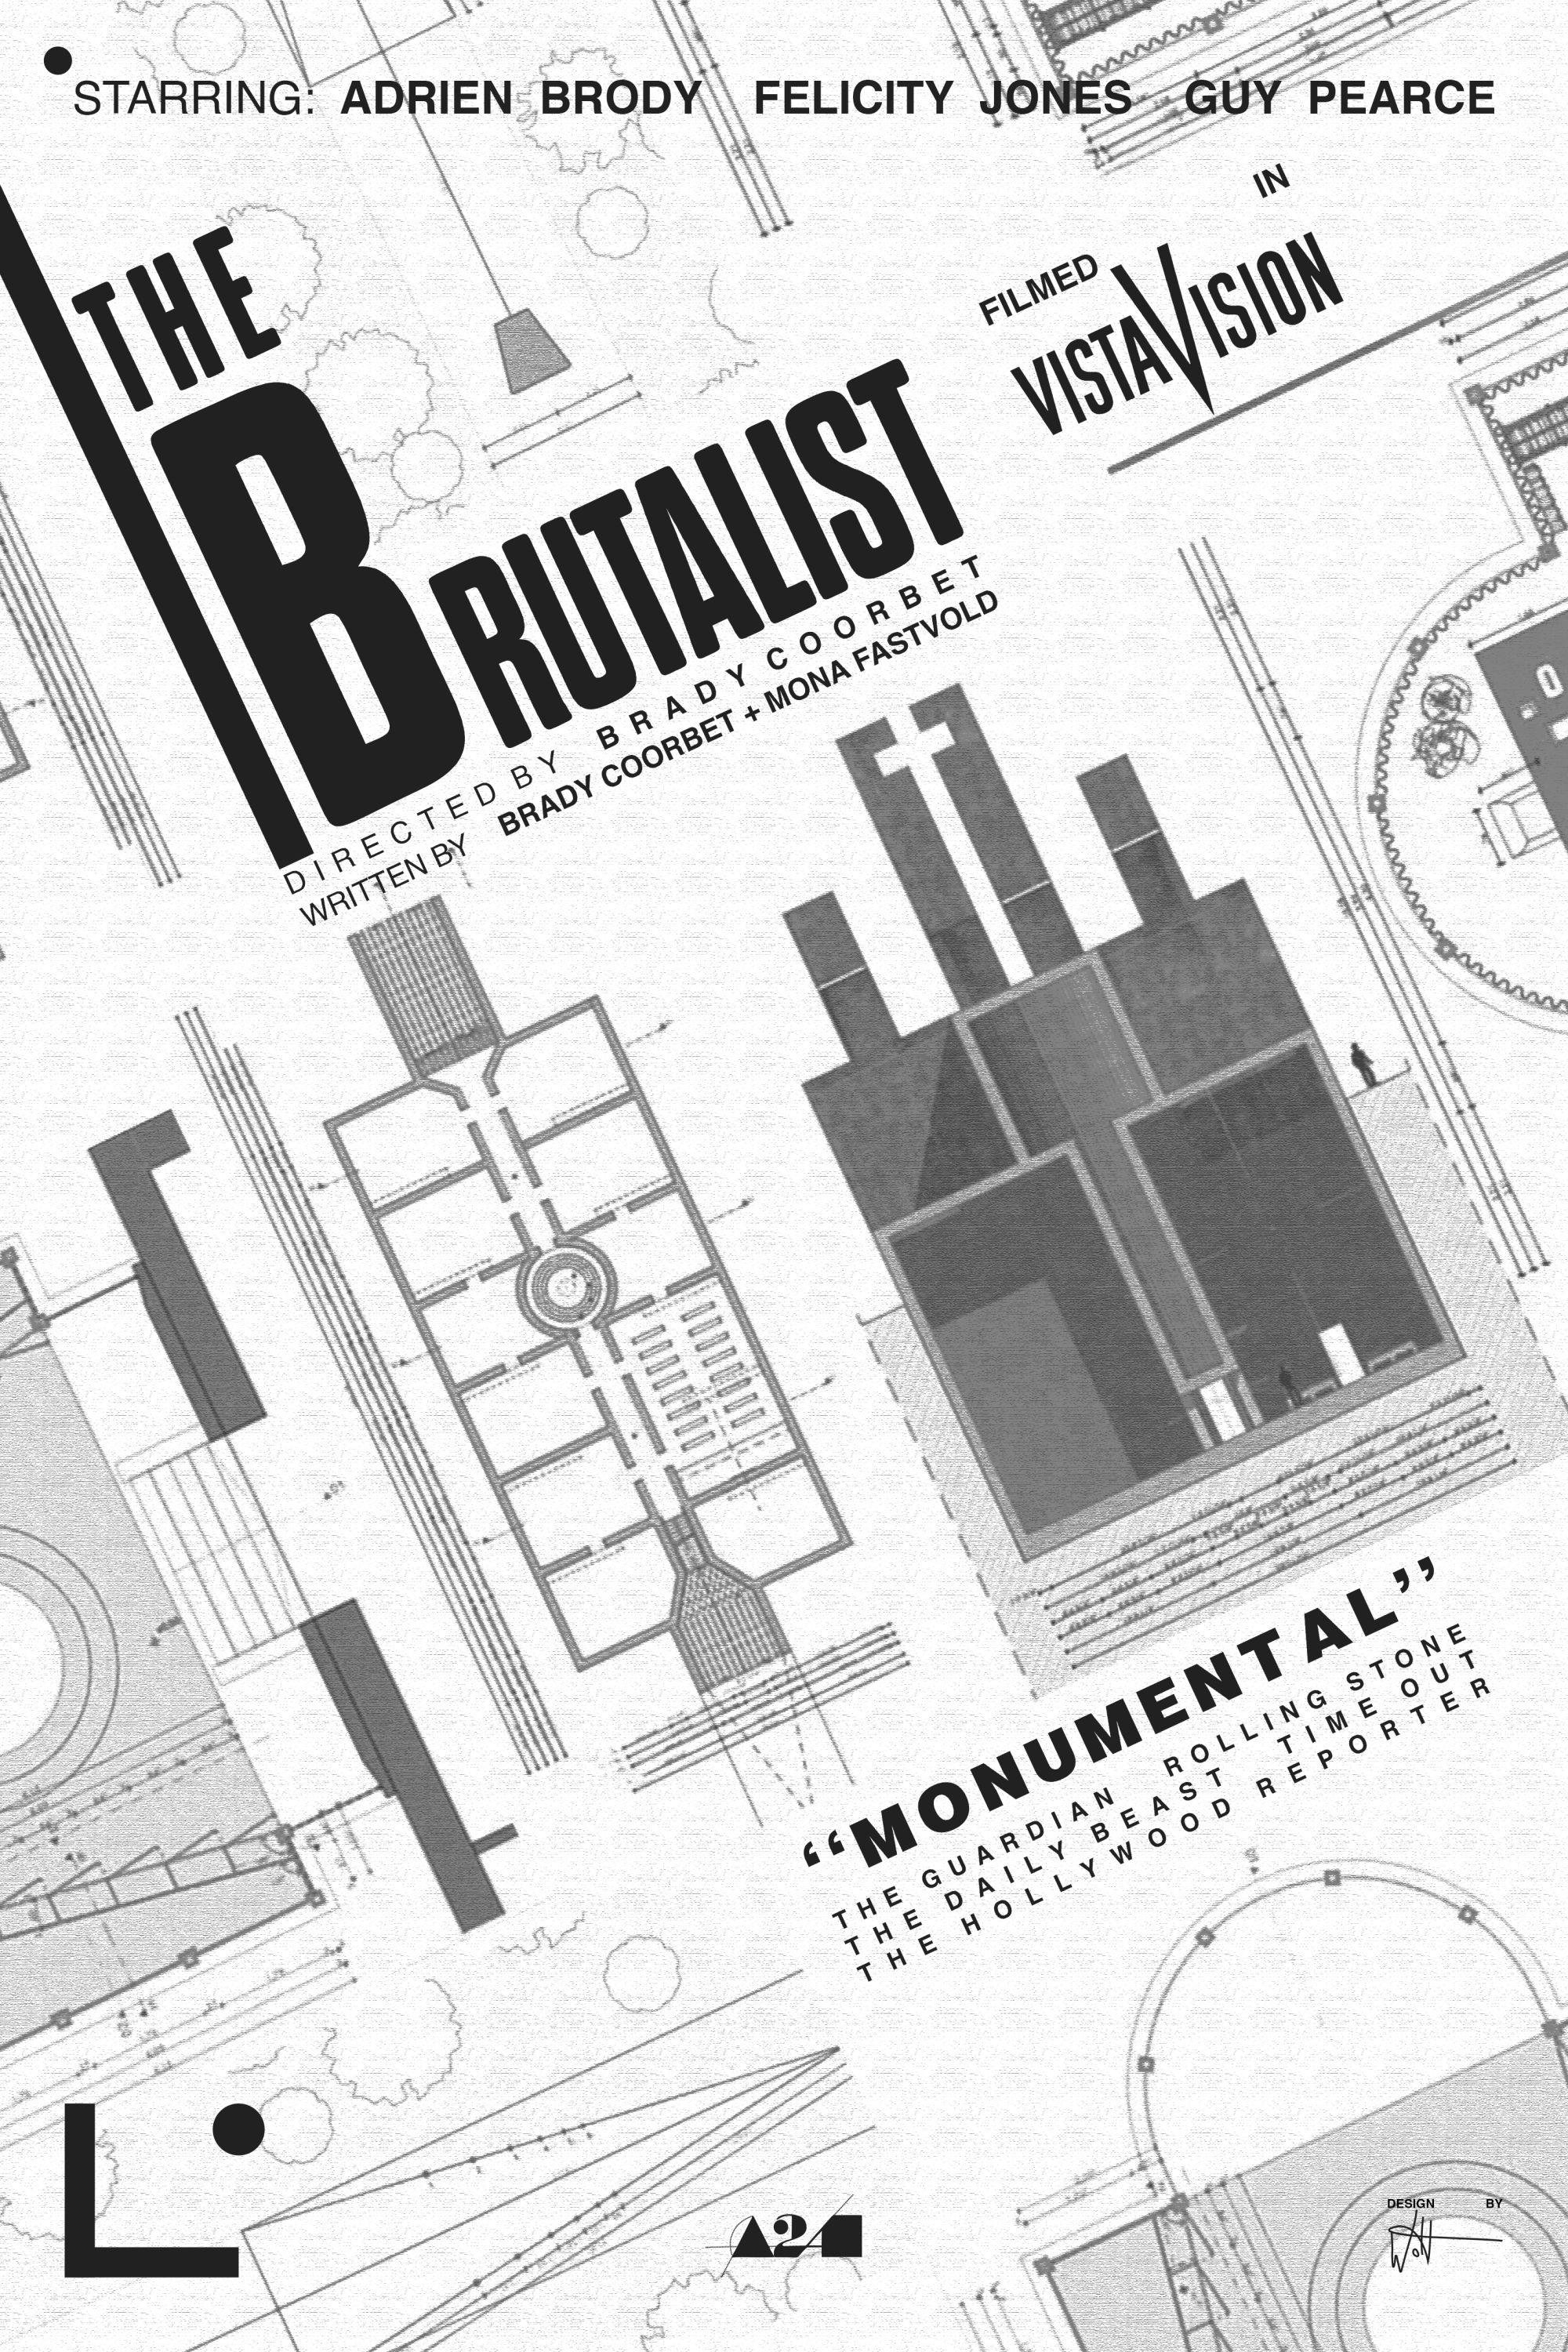 STARRING: ADRIEN BRODY FELICITY JONES GUY PEARCE
FILMED IN
VISTAVISION
THE
BRUTALIST
DIRECTED BY BRADY COORBET
WRITTEN BY BRADY COORBET + MONA FASTVOLD
“MONUMENTAL”
THE GUARDIAN ROLLING STONE
THE DAILY BEAST TIME OUT
THE HOLLYWOOD REPORTER
A24
DESIGN BY